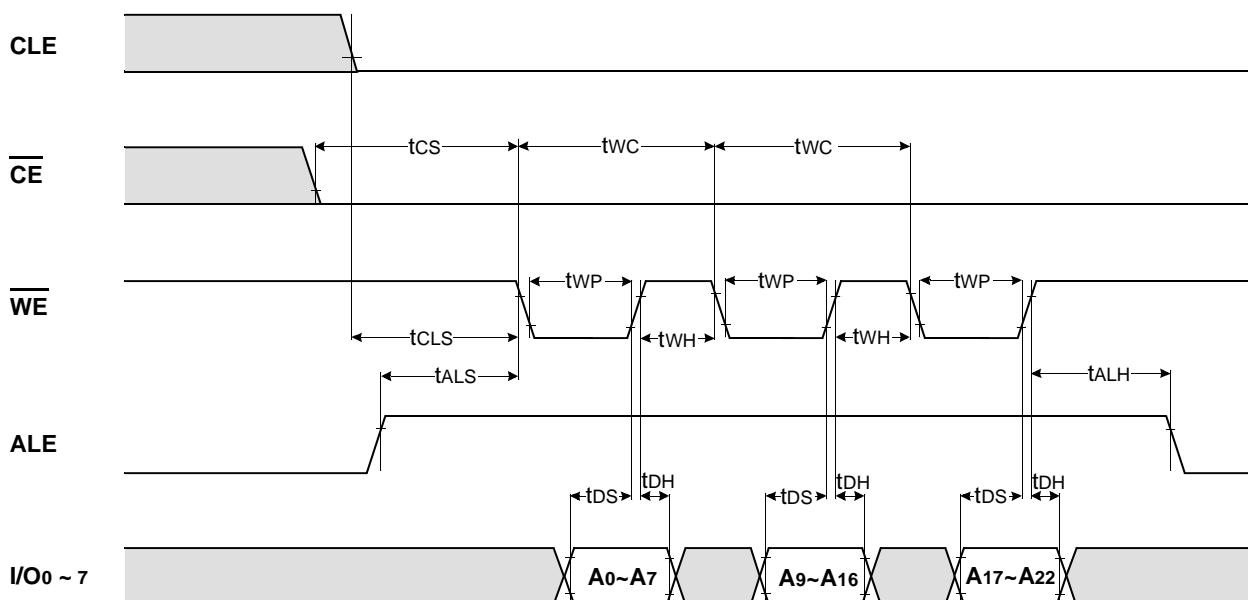 CLE
CE
tCS
tWC
tWC
WE
tWP
tWP
tWP
tCLS
tWH
tWH
tALS
tALH
ALE
tDS
tDH
tDS
tDH
tDS
tDH
I/O0 ~ 7
A0~A7
A9~A16
A17~A22